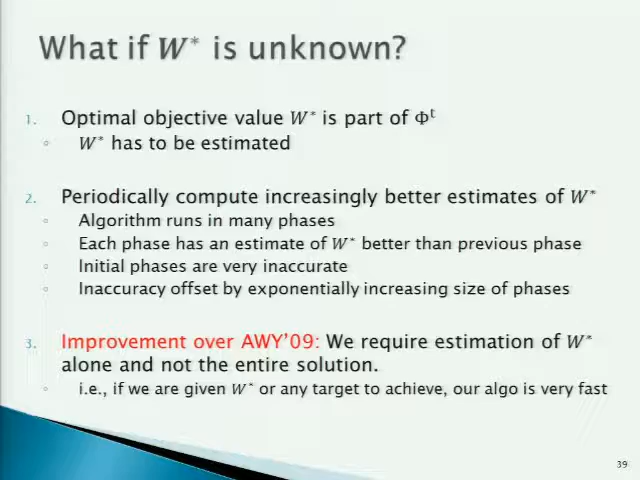 What if W* is unknown?
1. Optimal objective value W* is part of Φᵗ
◦ W* has to be estimated
2. Periodically compute increasingly better estimates of W*
◦ Algorithm runs in many phases
◦ Each phase has an estimate of W* better than previous phase
◦ Initial phases are very inaccurate
◦ Inaccuracy offset by exponentially increasing size of phases
3. Improvement over AWY’09: We require estimation of W*
alone and not the entire solution.
◦ i.e., if we are given W* or any target to achieve, our algo is very fast
39